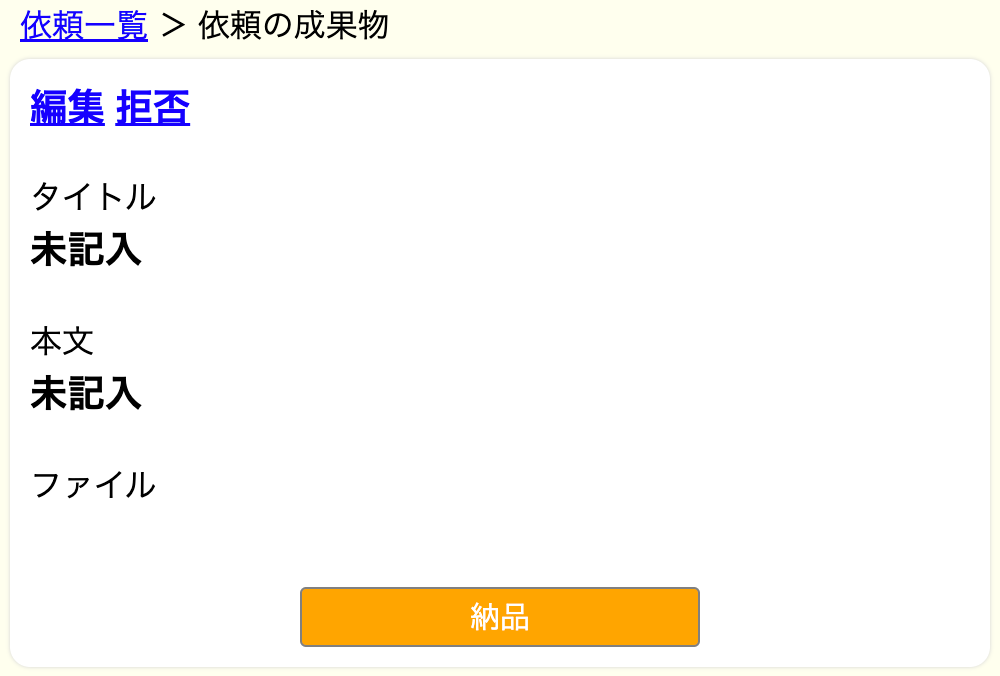 依頼一覧 ＞ 依頼の成果物
編集 拒否
タイトル
未記入
本文
未記入
ファイル
納品